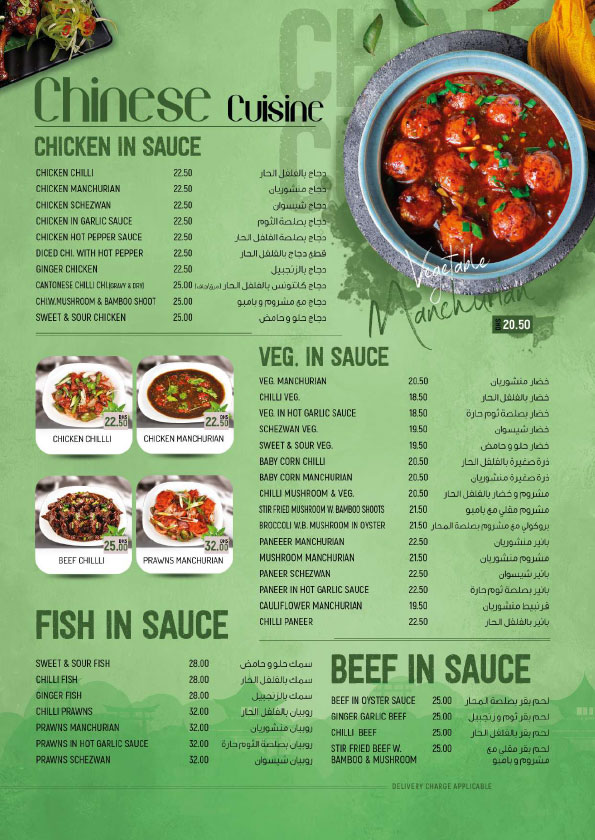 CHINE
Chinese Cuisine
CHICKEN IN SAUCE
CHICKEN CHILLI 22.50 دجاج بالفلفل الحار
CHICKEN MANCHURIAN 22.50 دجاج منشوريان
CHICKEN SCHEZWAN 22.50 دجاج شيسوان
CHICKEN IN GARLIC SAUCE 22.50 دجاج بصلصة الثوم
CHICKEN HOT PEPPER SAUCE 22.50 دجاج بصلصة الفلفل الحار
DICED CHI. WITH HOT PEPPER 22.50 قطع دجاج بالفلفل الحار
GINGER CHICKEN 22.50 دجاج بالزنجبيل
CANTONESE CHILLI CHI.(GRAVY & DRY) 25.00 دجاج كانتونس بالفلفل الحار
CHI.W.MUSHROOM & BAMBOO SHOOT 25.00 دجاج مع مشروم و بامبو
SWEET & SOUR CHICKEN 25.00 دجاج حلو و حامض
Vegetable
Manchurian
DHS 20.50
CHICKEN CHILLLI
DHS 22.50
CHICKEN MANCHURIAN
DHS 22.50
BEEF CHILLLI
DHS 25.00
PRAWNS MANCHURIAN
DHS 32.00
VEG. IN SAUCE
VEG. MANCHURIAN 20.50 خضار منشوريان
CHILLI VEG. 18.50 خضار بالفلفل الحار
VEG. IN HOT GARLIC SAUCE 18.50 خضار بصلصة ثوم حارة
SCHEZWAN VEG. 19.50 خضار شيسوان
SWEET & SOUR VEG. 19.50 خضار حلو و حامض
BABY CORN CHILLI 20.50 ذرة صغيرة بالفلفل الحار
BABY CORN MANCHURIAN 20.50 ذرة صغيرة منشوريان
CHILLI MUSHROOM & VEG. 20.50 مشروم و خضار بالفلفل الحار
STIR FRIED MUSHROOM W. BAMBOO SHOOTS 21.50 مشروم مقلي مع بامبو
BROCCOLI W.B. MUSHROOM IN OYSTER 21.50 بروكولي مع مشروم بصلصة المحار
PANEEER MANCHURIAN 22.50 بانير منشوريان
MUSHROOM MANCHURIAN 21.50 مشروم منشوريان
PANEER SCHEZWAN 22.50 بانير شيسوان
PANEER IN HOT GARLIC SAUCE 22.50 بانير بصلصة ثوم حارة
CAULIFLOWER MANCHURIAN 19.50 قرنبيط منشوريان
CHILLI PANEER 22.50 بانير بالفلفل الحار
FISH IN SAUCE
SWEET & SOUR FISH 28.00 سمك حلو و حامض
CHILLI FISH 28.00 سمك بالفلفل الحار
GINGER FISH 28.00 سمك بالزنجبيل
CHILLI PRAWNS 32.00 روبيان بالفلفل الحار
PRAWNS MANCHURIAN 32.00 روبيان منشوريان
PRAWNS IN HOT GARLIC SAUCE 32.00 روبيان بصلصة الثوم حارة
PRAWNS SCHEZWAN 32.00 روبيان شيسوان
BEEF IN SAUCE
BEEF IN OYSTER SAUCE 25.00 لحم بقر بصلصة المحار
GINGER GARLIC BEEF 25.00 لحم بقر ثوم و زنجبيل
CHILLI BEEF 25.00 لحم بقر بالفلفل الحار
STIR FRIED BEEF W. 25.00 لحم بقر مقلي مع
BAMBOO & MUSHROOM مشروم و بامبو
DELIVERY CHARGE APPLICABLE